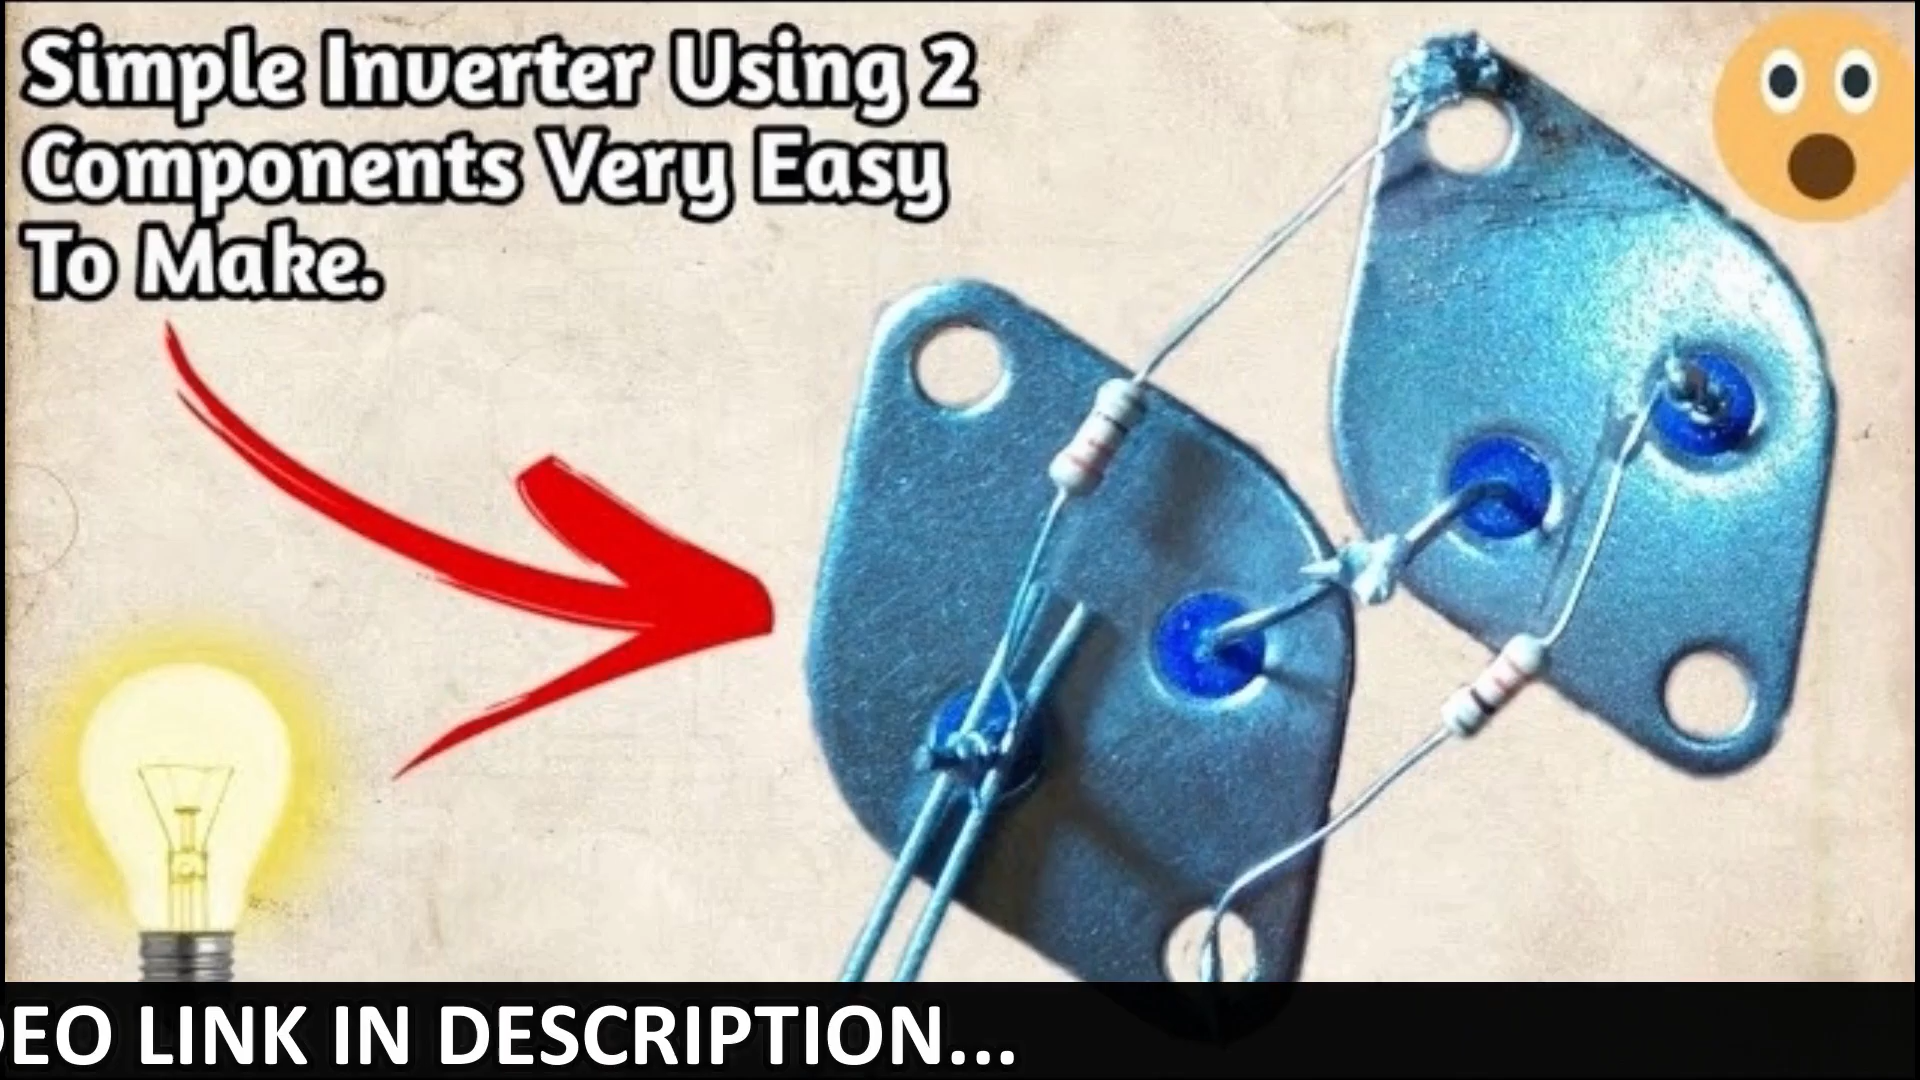 Simple Inverter Using 2
Components Very Easy
To Make.
DEO LINK IN DESCRIPTION...